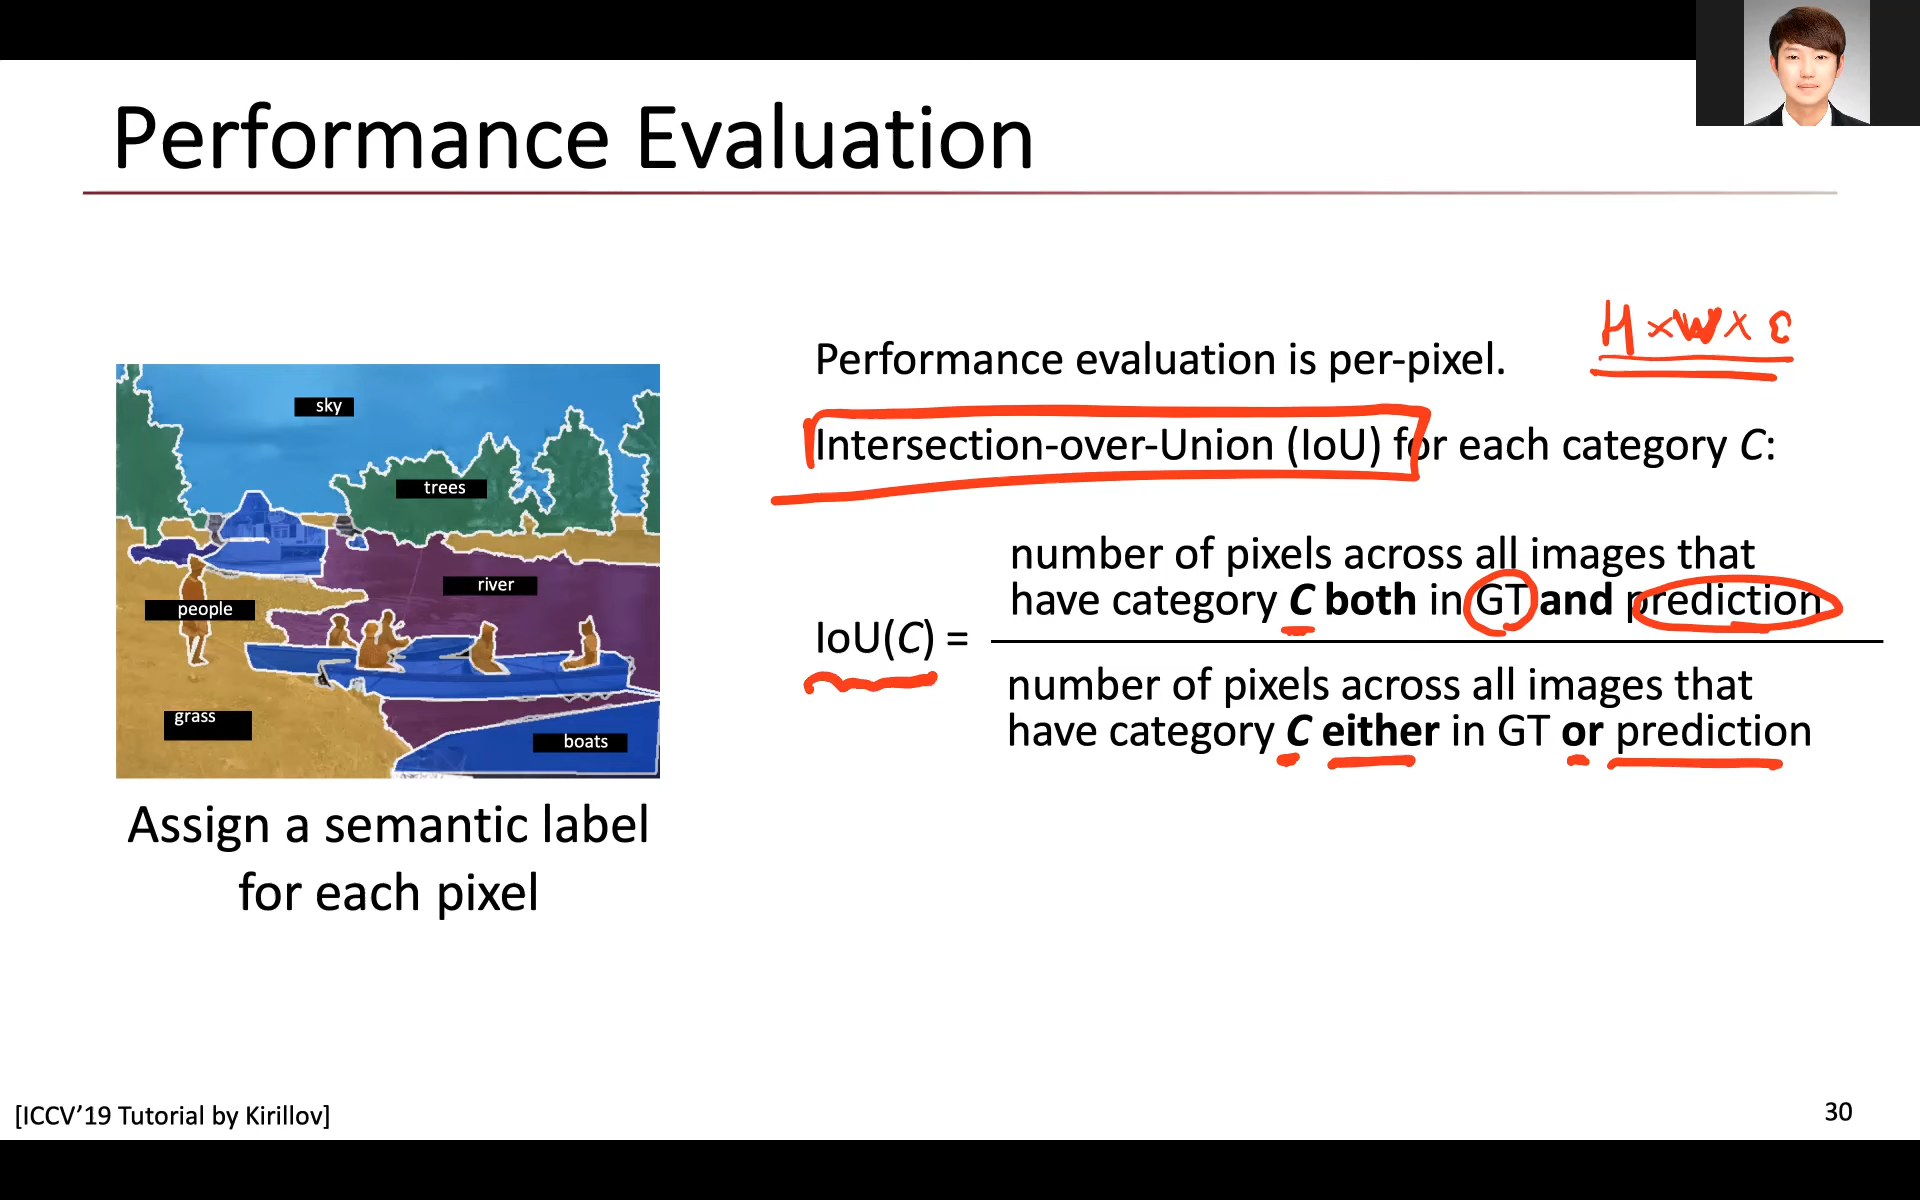 Performance Evaluation
sky
trees
river
people
grass
boats
Assign a semantic label
for each pixel
H×W×C
Performance evaluation is per-pixel.
Intersection-over-Union (IoU) for each category C:
number of pixels across all images that
have category C both in GT and prediction
IoU(C) =
number of pixels across all images that
have category C either in GT or prediction
[ICCV’19 Tutorial by Kirillov]
30